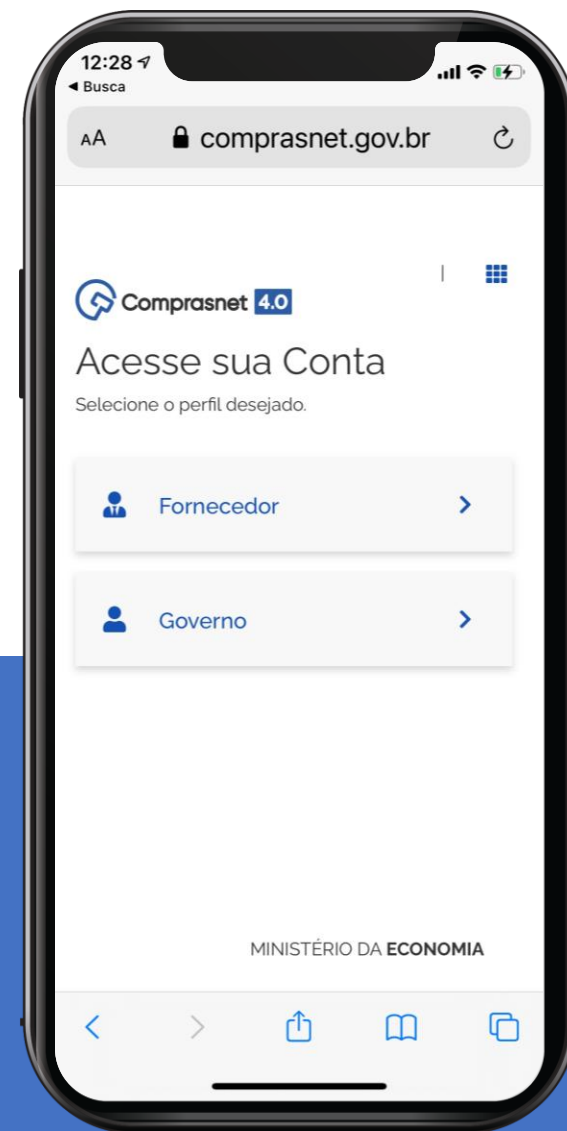 12:28
Busca
AA comprasnet.gov.br
Comprasnet 4.0
Acesse sua Conta
Selecione o perfil desejado.
Fornecedor
Governo
MINISTÉRIO DA ECONOMIA